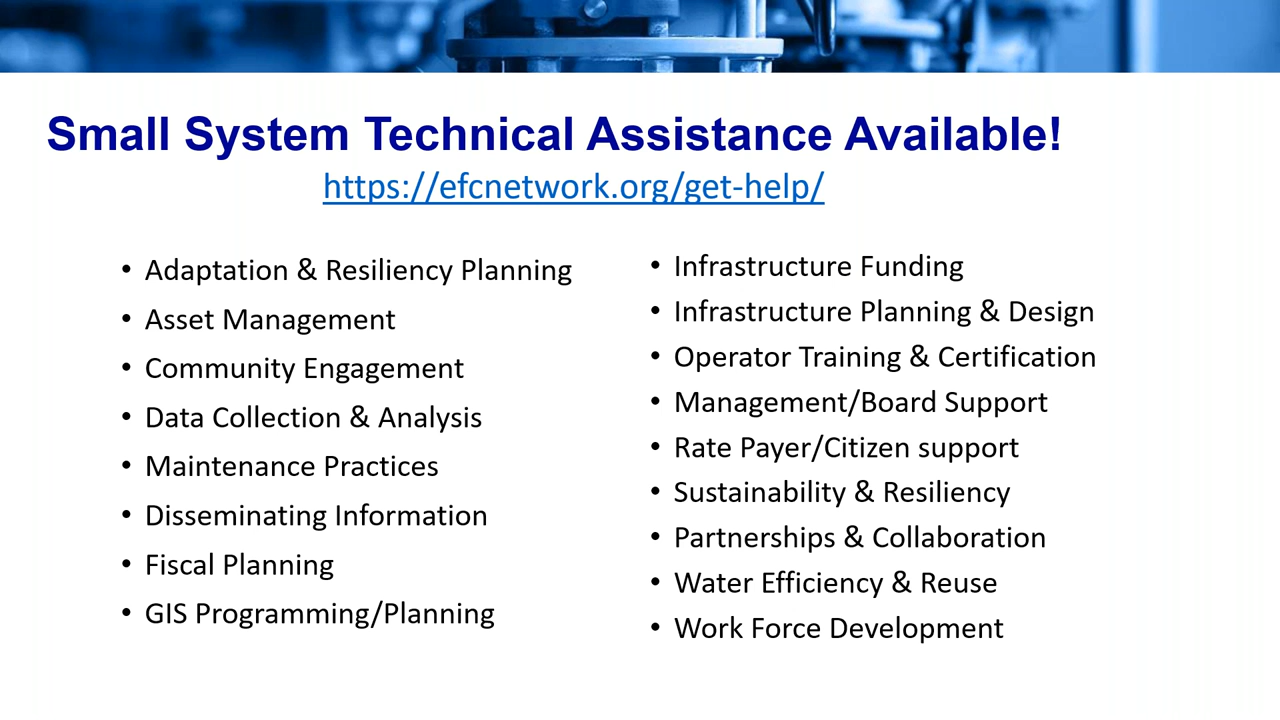 Small System Technical Assistance Available!
https://efcnetwork.org/get-help/
• Adaptation & Resiliency Planning
• Asset Management
• Community Engagement
• Data Collection & Analysis
• Maintenance Practices
• Disseminating Information
• Fiscal Planning
• GIS Programming/Planning
• Infrastructure Funding
• Infrastructure Planning & Design
• Operator Training & Certification
• Management/Board Support
• Rate Payer/Citizen support
• Sustainability & Resiliency
• Partnerships & Collaboration
• Water Efficiency & Reuse
• Work Force Development